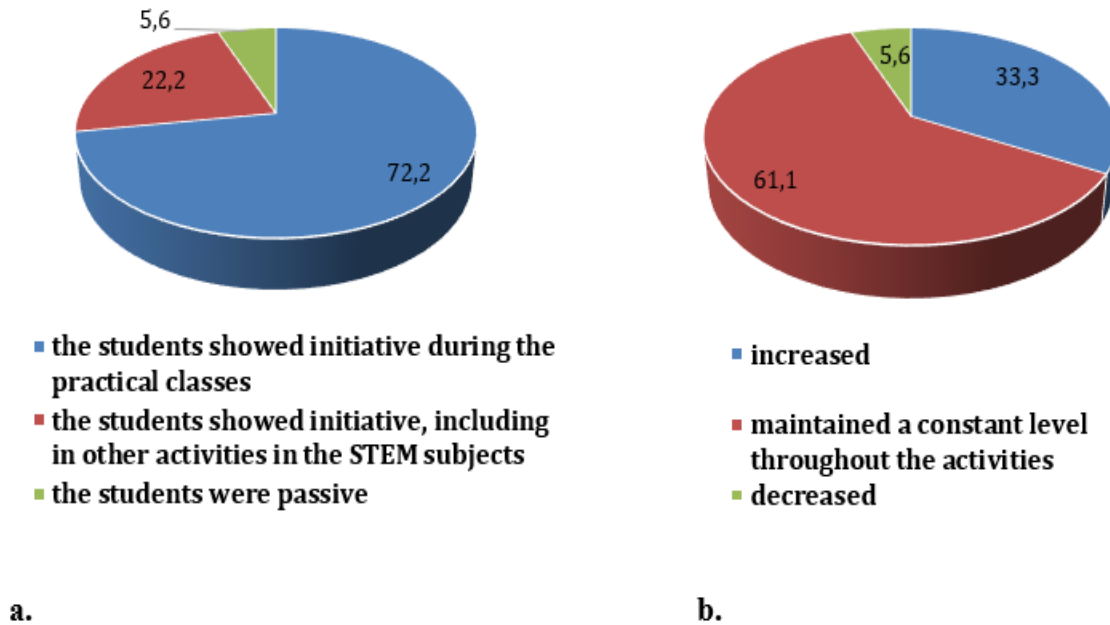 5,6
22,2
72,2
the students showed initiative during the
practical classes
the students showed initiative, including
in other activities in the STEM subjects
the students were passive
a.
5,6
33,3
61,1
increased
maintained a constant level
throughout the activities
decreased
b.